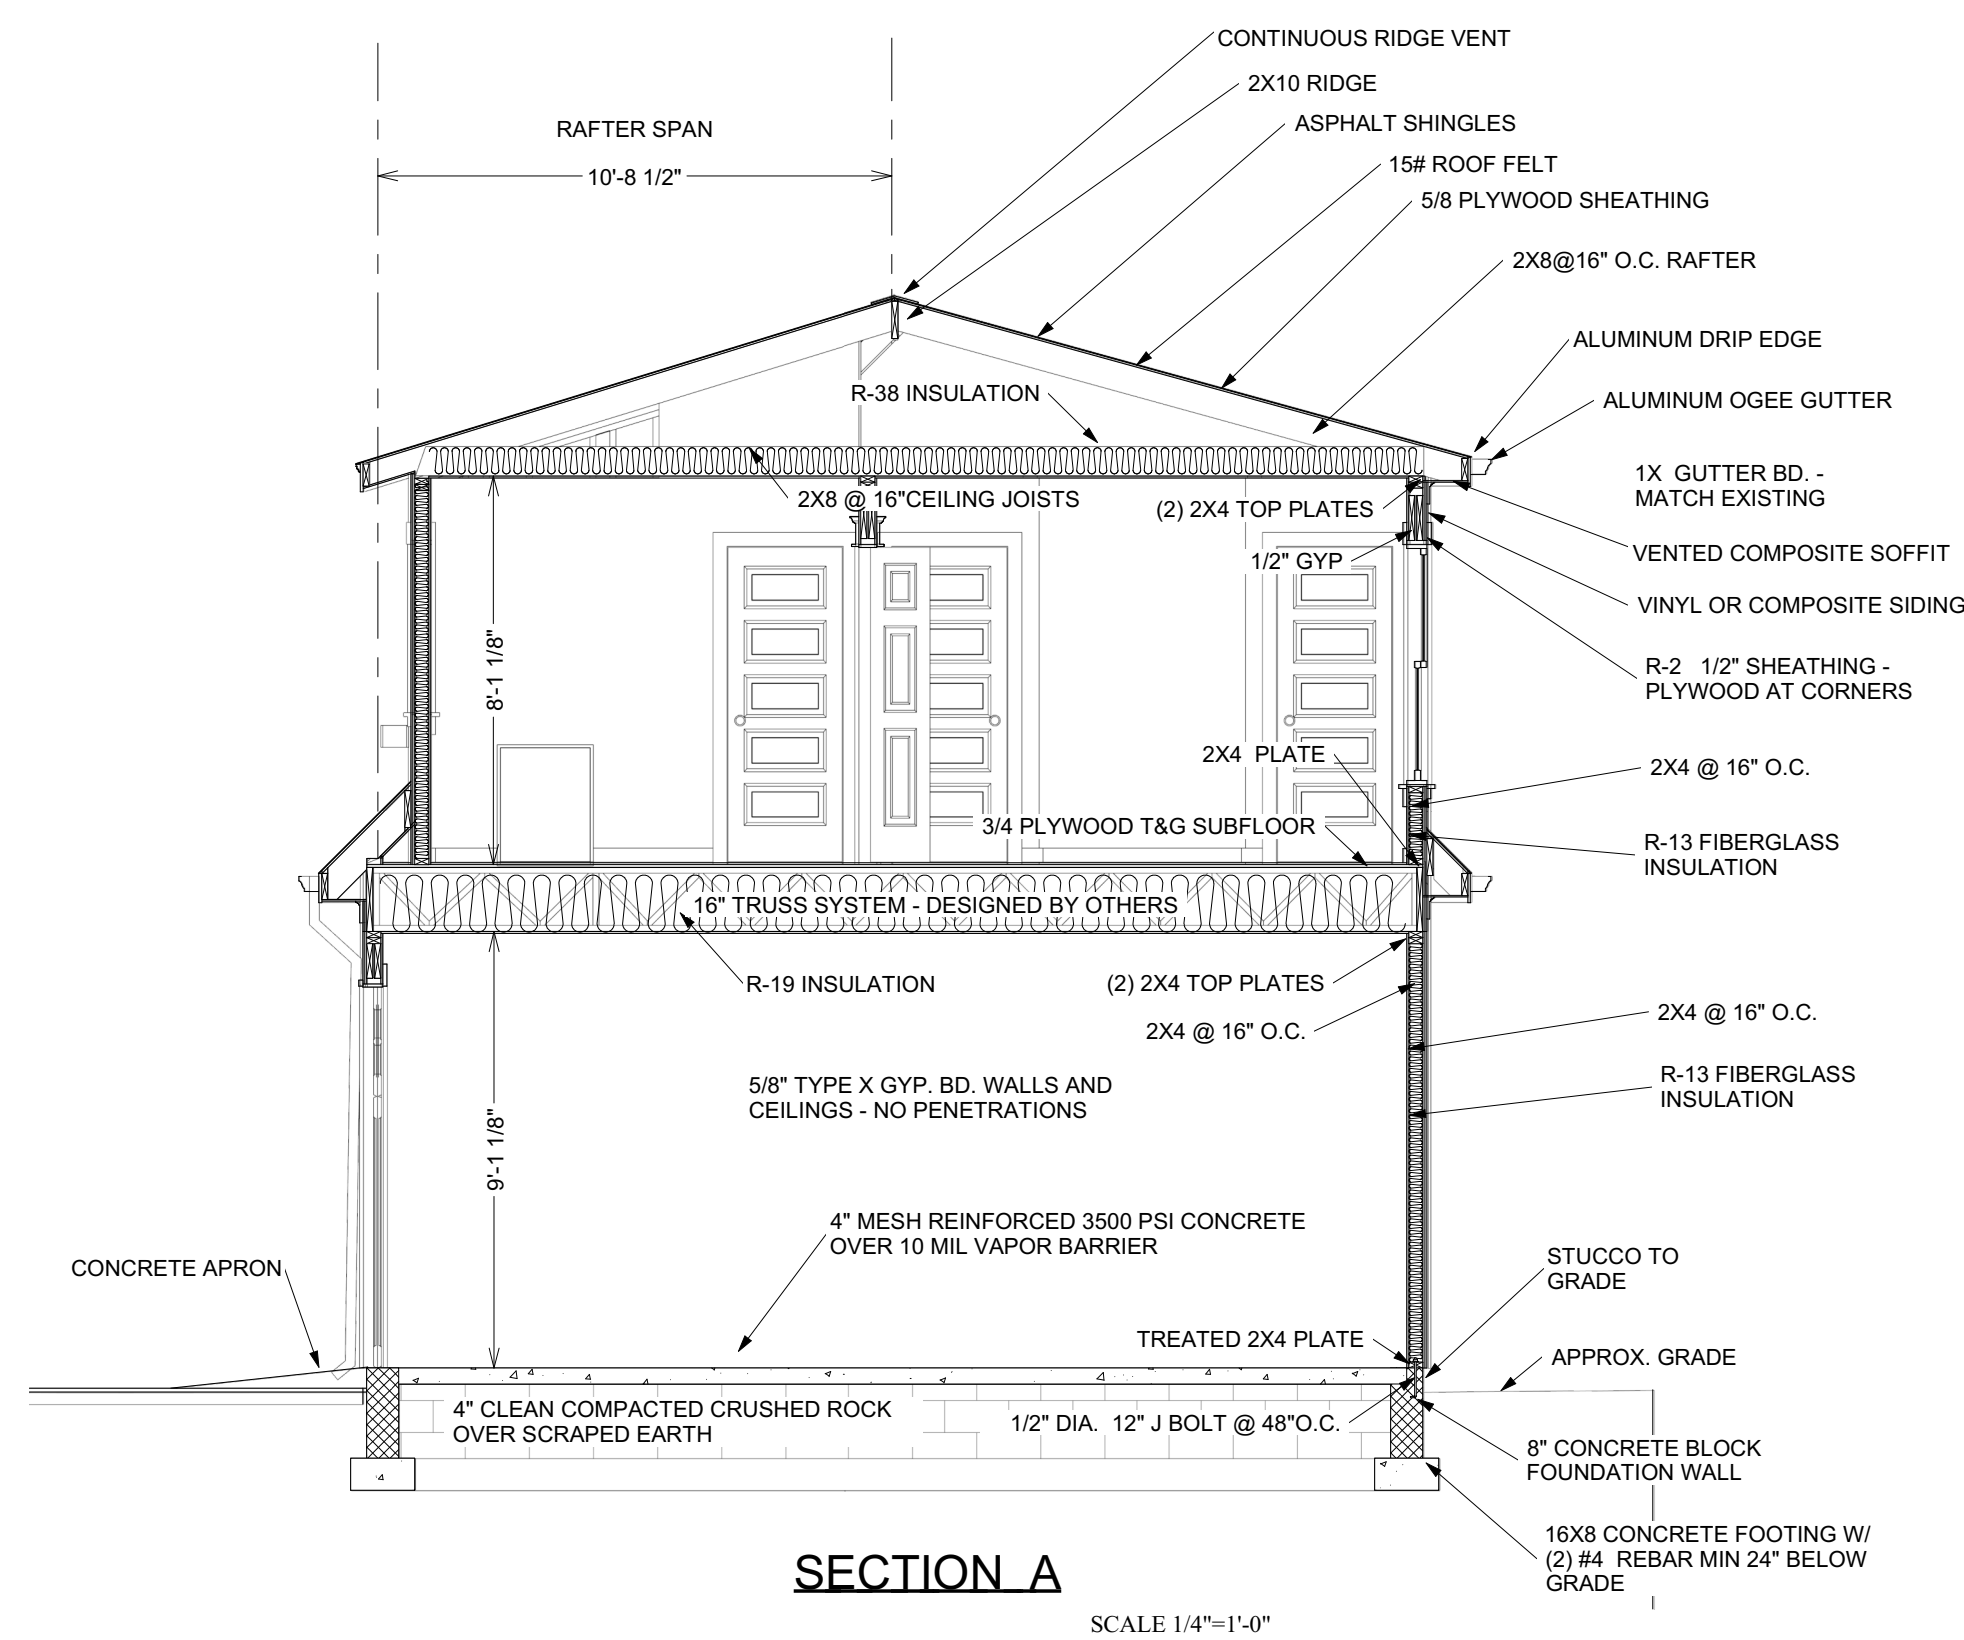 CONTINUOUS RIDGE VENT
2X10 RIDGE
ASPHALT SHINGLES
RAFTER SPAN
15# ROOF FELT
10'-8 1/2"
5/8 PLYWOOD SHEATHING
2X8@16" O.C. RAFTER
ALUMINUM DRIP EDGE
R-38 INSULATION
ALUMINUM OGEE GUTTER
1X GUTTER BD. -
MATCH EXISTING
2X8 @ 16"CEILING JOISTS
(2) 2X4 TOP PLATES
1/2" GYP
VENTED COMPOSITE SOFFIT
VINYL OR COMPOSITE SIDING
8'-1 1/8"
R-2 1/2" SHEATHING -
PLYWOOD AT CORNERS
2X4 PLATE
2X4 @ 16" O.C.
3/4 PLYWOOD T&G SUBFLOOR
R-13 FIBERGLASS
INSULATION
16" TRUSS SYSTEM - DESIGNED BY OTHERS
R-19 INSULATION
(2) 2X4 TOP PLATES
2X4 @ 16" O.C.
2X4 @ 16" O.C.
5/8" TYPE X GYP. BD. WALLS AND
CEILINGS - NO PENETRATIONS
R-13 FIBERGLASS
INSULATION
9'-1 1/8"
4" MESH REINFORCED 3500 PSI CONCRETE
OVER 10 MIL VAPOR BARRIER
CONCRETE APRON
STUCCO TO
GRADE
TREATED 2X4 PLATE
APPROX. GRADE
4" CLEAN COMPACTED CRUSHED ROCK
OVER SCRAPED EARTH
1/2" DIA. 12" J BOLT @ 48"O.C.
8" CONCRETE BLOCK
FOUNDATION WALL
16X8 CONCRETE FOOTING W/
(2) #4 REBAR MIN 24" BELOW
GRADE
SECTION A
SCALE 1/4"=1'-0"